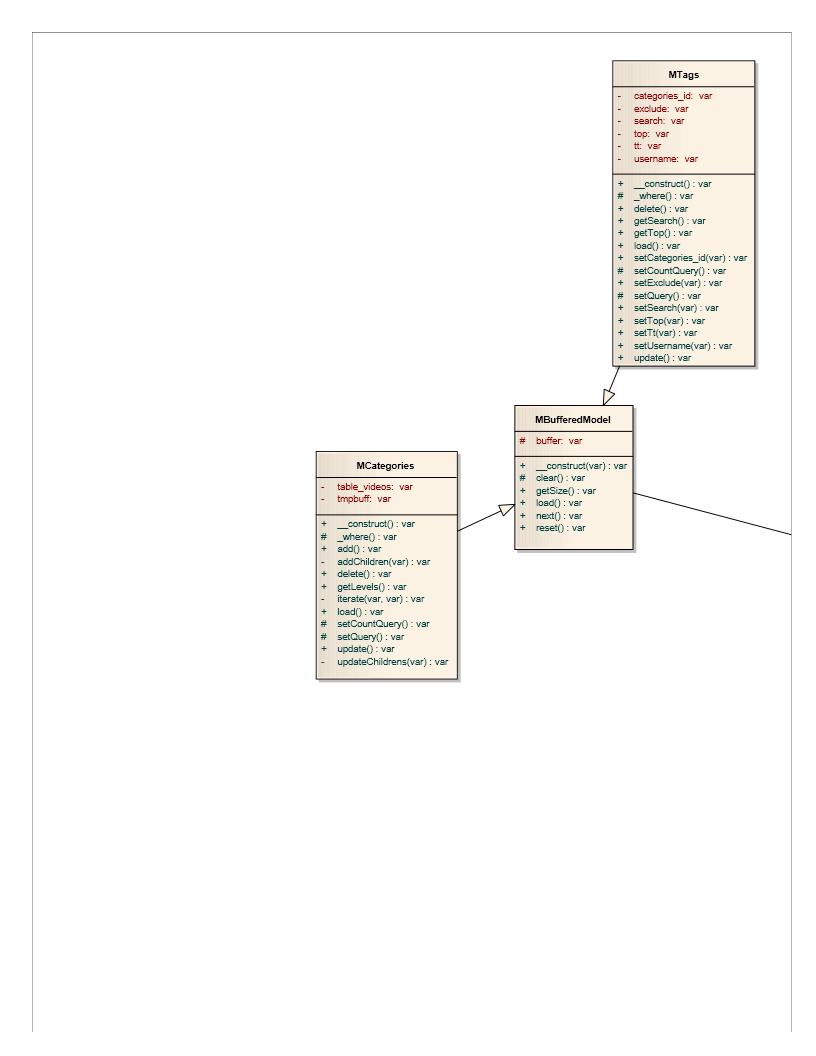 MTags
- categories_id: var
- exclude: var
- search: var
- top: var
- tt: var
- username: var
+ __construct() : var
# _where() : var
+ delete() : var
+ getSearch() : var
+ getTop() : var
+ load() : var
+ setCategories_id(var) : var
# setCountQuery() : var
+ setExclude(var) : var
# setQuery() : var
+ setSearch(var) : var
+ setTop(var) : var
+ setTt(var) : var
+ setUsername(var) : var
+ update() : var
MBufferedModel
# buffer: var
+ __construct(var) : var
# clear() : var
+ getSize() : var
+ load() : var
+ next() : var
+ reset() : var
MCategories
- table_videos: var
- tmpbuff: var
+ __construct() : var
# _where() : var
+ add() : var
- addChildren(var) : var
+ delete() : var
+ getLevels() : var
- iterate(var, var) : var
+ load() : var
# setCountQuery() : var
# setQuery() : var
+ update() : var
- updateChildrens(var) : var